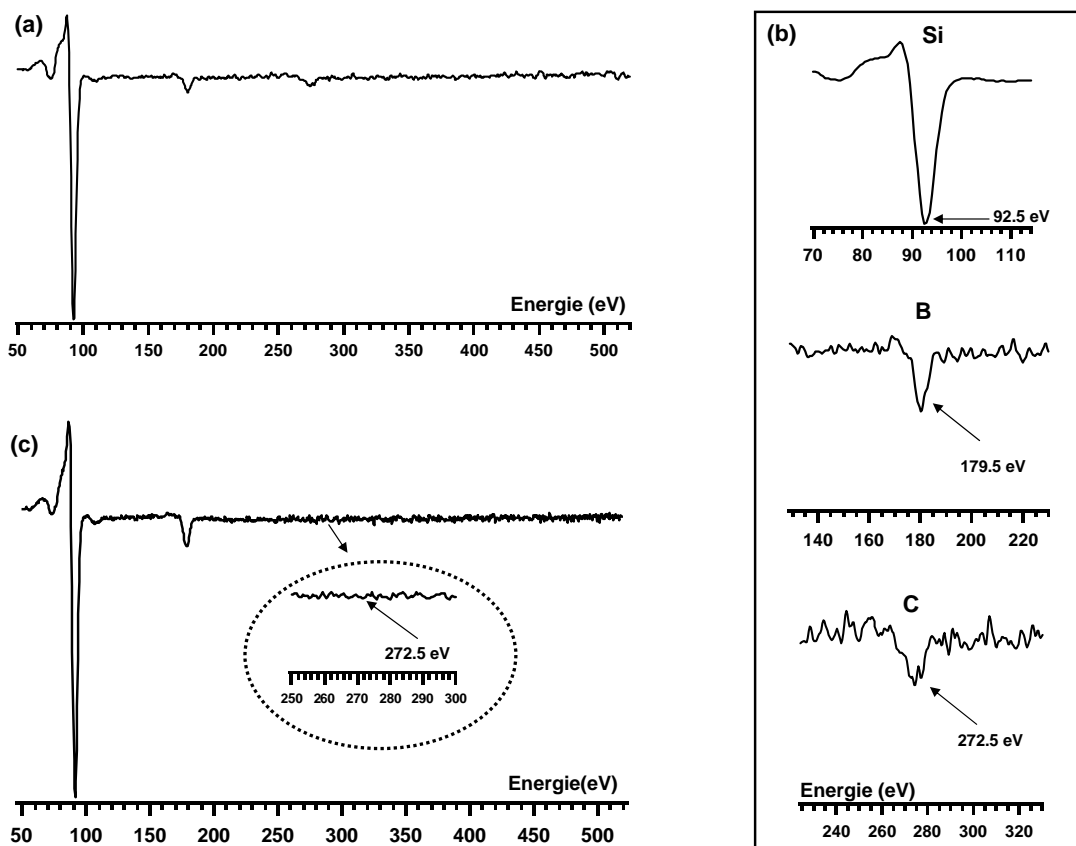 (a)
Energie (eV)
50 100 150 200 250 300 350 400 450 500
(b)
Si
92.5 eV
70 80 90 100 110
B
179.5 eV
140 160 180 200 220
C
272.5 eV
Energie (eV)
240 260 280 300 320
(c)
272.5 eV
250 260 270 280 290 300
Energie(eV)
50 100 150 200 250 300 350 400 450 500